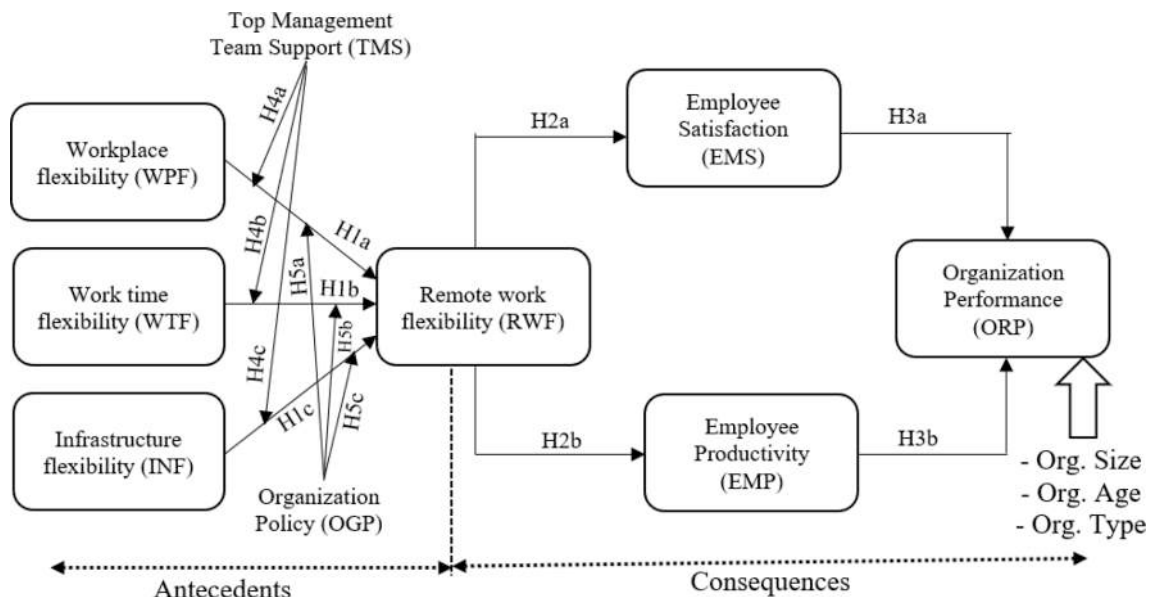 Top Management
Team Support (TMS)
H4a
H4b
H4c
Workplace
flexibility (WPF)
Work time
flexibility (WTF)
Infrastructure
flexibility (INF)
H1a
H1b
H1c
H5a
H5b
H5c
Organization
Policy (OGP)
Remote work
flexibility (RWF)
H2a
H2b
Employee
Satisfaction
(EMS)
Employee
Productivity
(EMP)
H3a
H3b
Organization
Performance
(ORP)
- Org. Size
- Org. Age
- Org. Type
Antecedents
Consequences